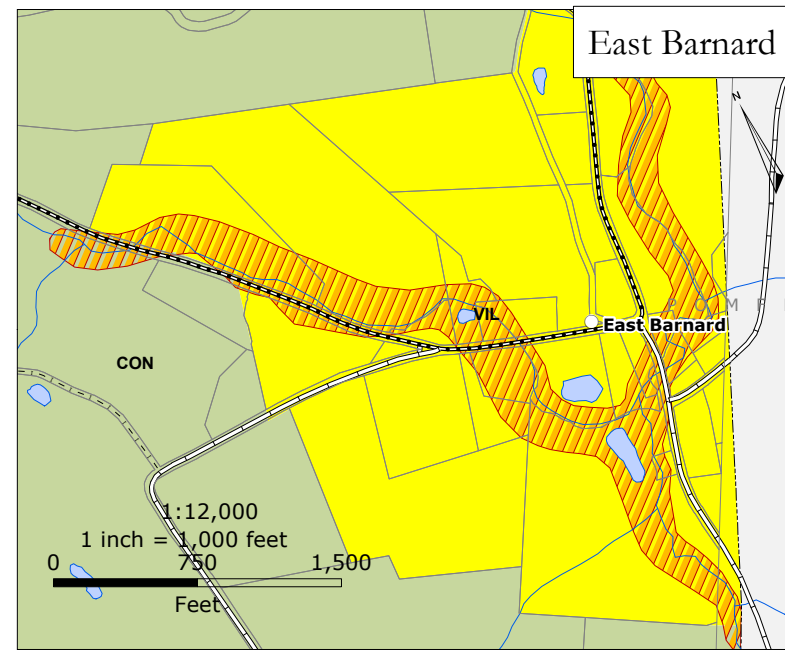 East Barnard
N
P O M F
VIL
East Barnard
CON
1:12,000
1 inch = 1,000 feet
0 750 1,500
Feet